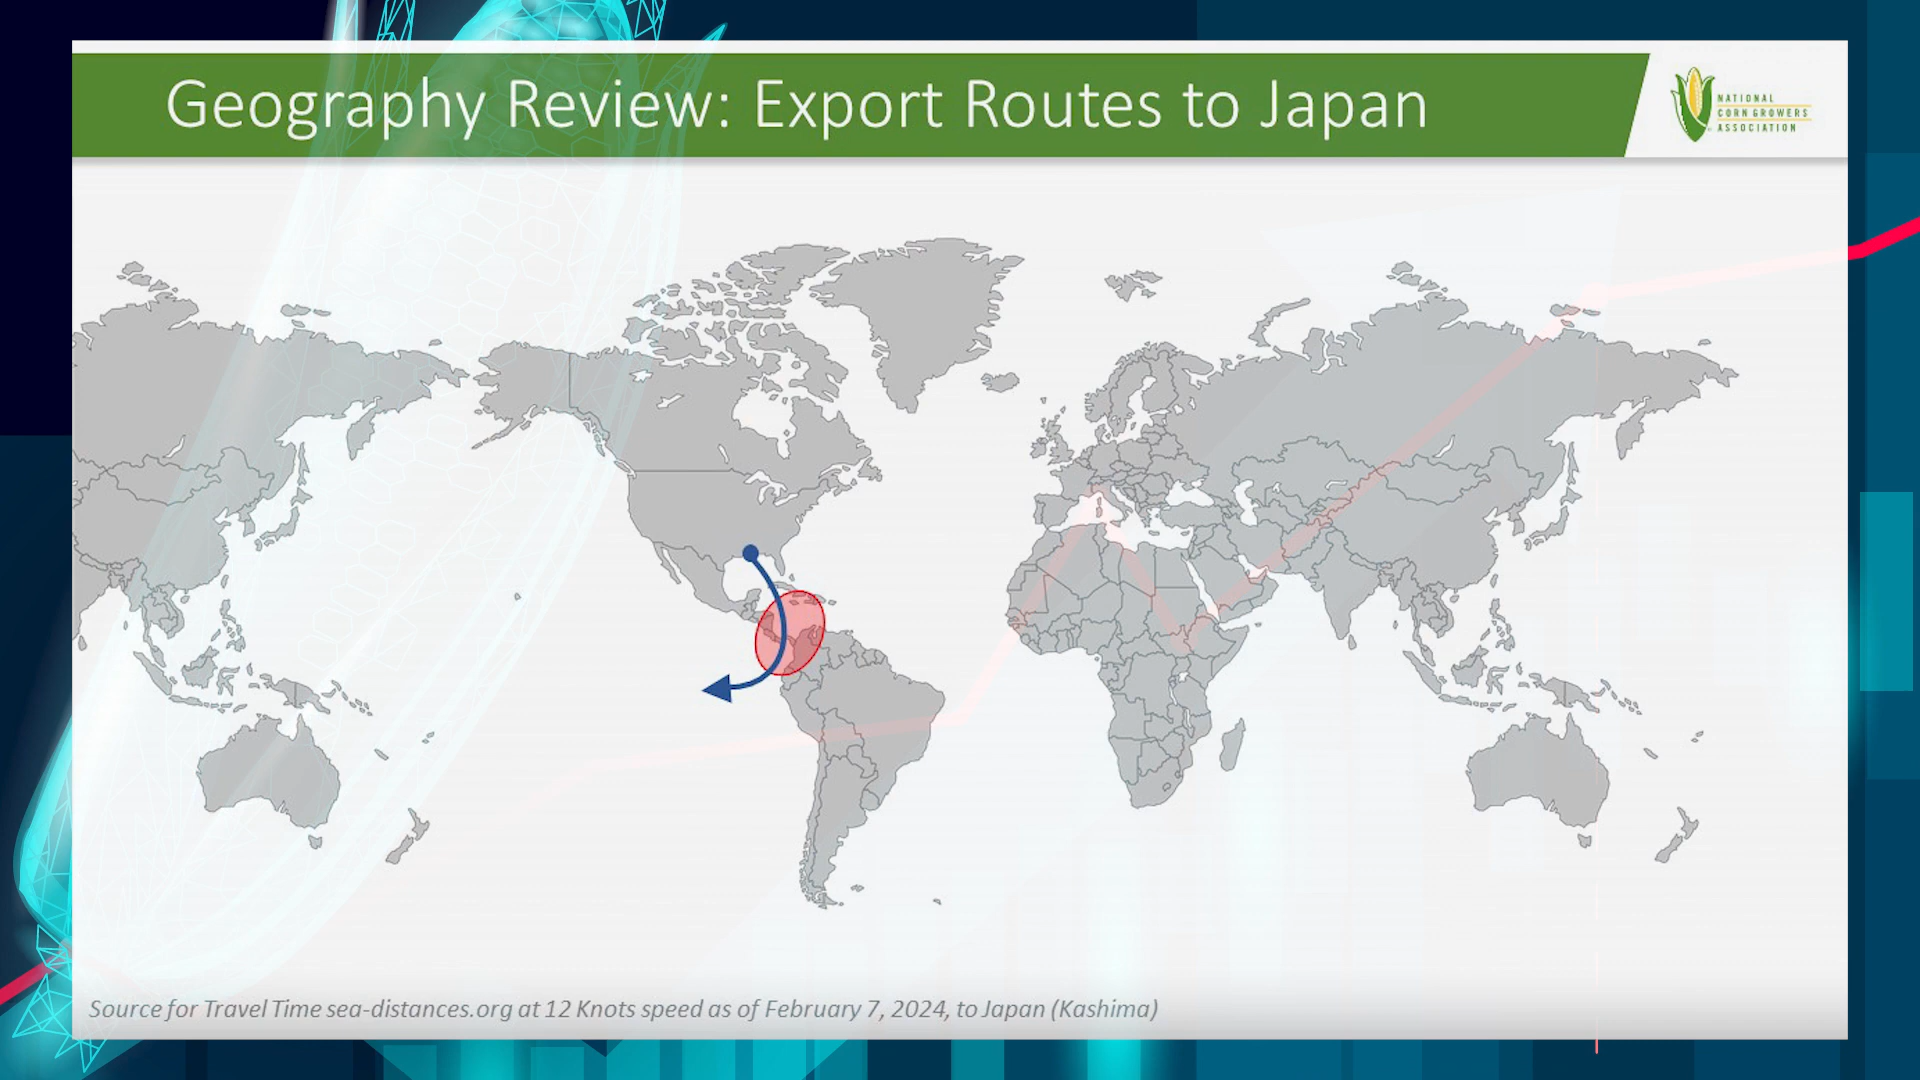 Geography Review: Export Routes to Japan
NATIONAL
CORN GROWERS
ASSOCIATION
Source for Travel Time sea-distances.org at 12 Knots speed as of February 7, 2024, to Japan (Kashima)